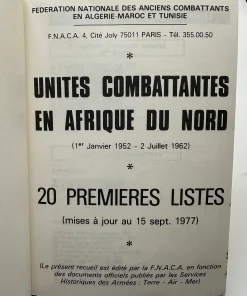 FEDERATION NATIONALE DES ANCIENS COMBATTANTS
EN ALGERIE-MAROC ET TUNISIE
F.N.A.C.A. 4, Cité Joly 75011 PARIS - Tél. 355.00.50
*
UNITES COMBATTANTES
EN AFRIQUE DU NORD
(1er Janvier 1952 - 2 Juillet 1962)
*
20 PREMIERES LISTES
(mises à jour au 15 sept. 1977)
*
(Le présent recueil est édité par la F.N.A.C.A. en fonction
des documents officiels publiés par les Services
Historiques des Armées : Terre - Air - Mer)